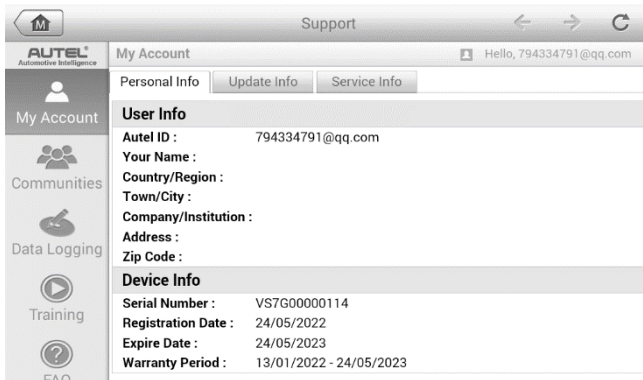 M
Support
AUTEL®
Automotive Intelligence
My Account
Hello, 794334791@qq.com
My Account
Communities
Data Logging
Training
FAQ
Personal Info
Update Info
Service Info
User Info
Autel ID : 794334791@qq.com
Your Name :
Country/Region :
Town/City :
Company/Institution :
Address :
Zip Code :
Device Info
Serial Number : VS7G00000114
Registration Date : 24/05/2022
Expire Date : 24/05/2023
Warranty Period : 13/01/2022 - 24/05/2023